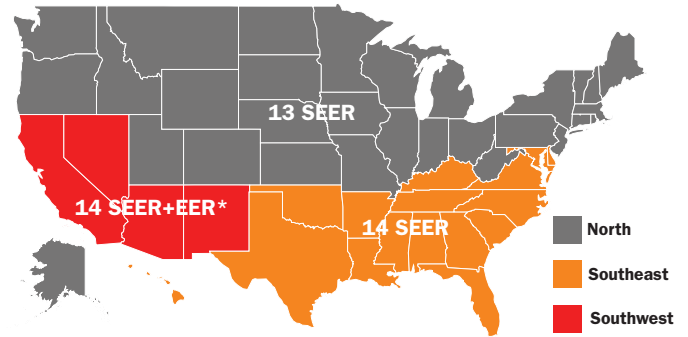 13 SEER
14 SEER+EER*
14 SEER
North
Southeast
Southwest